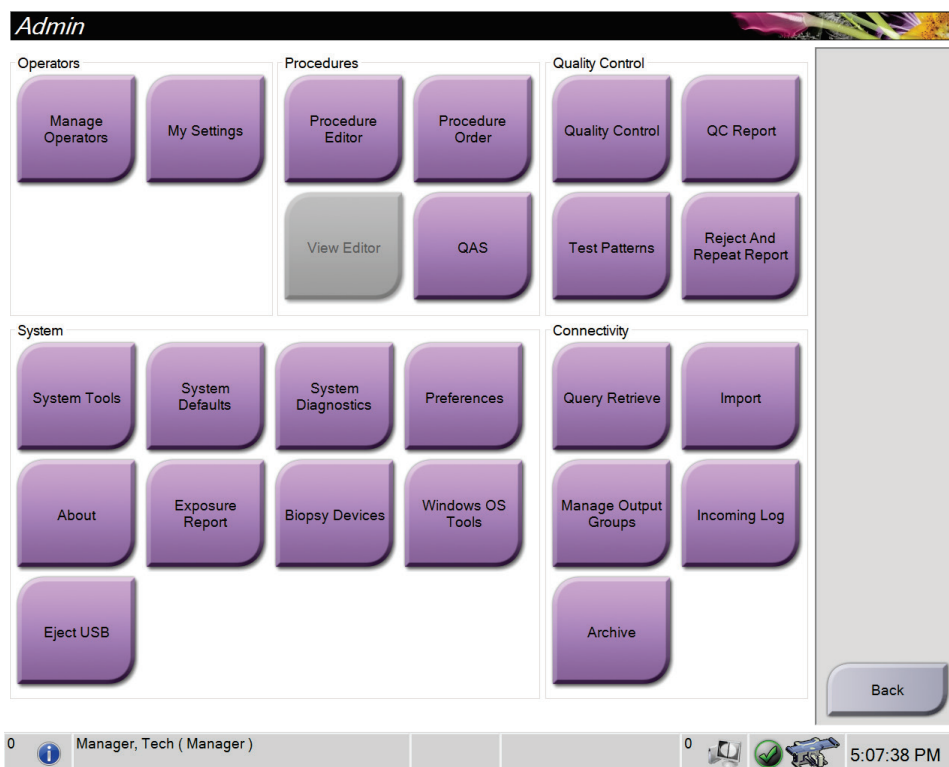 Admin
Operators
Manage
Operators
My Settings
Procedures
Procedure
Editor
Procedure
Order
View Editor
QAS
Quality Control
Quality Control
QC Report
Test Patterns
Reject And
Repeat Report
System
System Tools
System
Defaults
System
Diagnostics
Preferences
About
Exposure
Report
Biopsy Devices
Windows OS
Tools
Eject USB
Connectivity
Query Retrieve
Import
Manage Output
Groups
Incoming Log
Archive
Back
0
Manager, Tech ( Manager )
0
5:07:38 PM